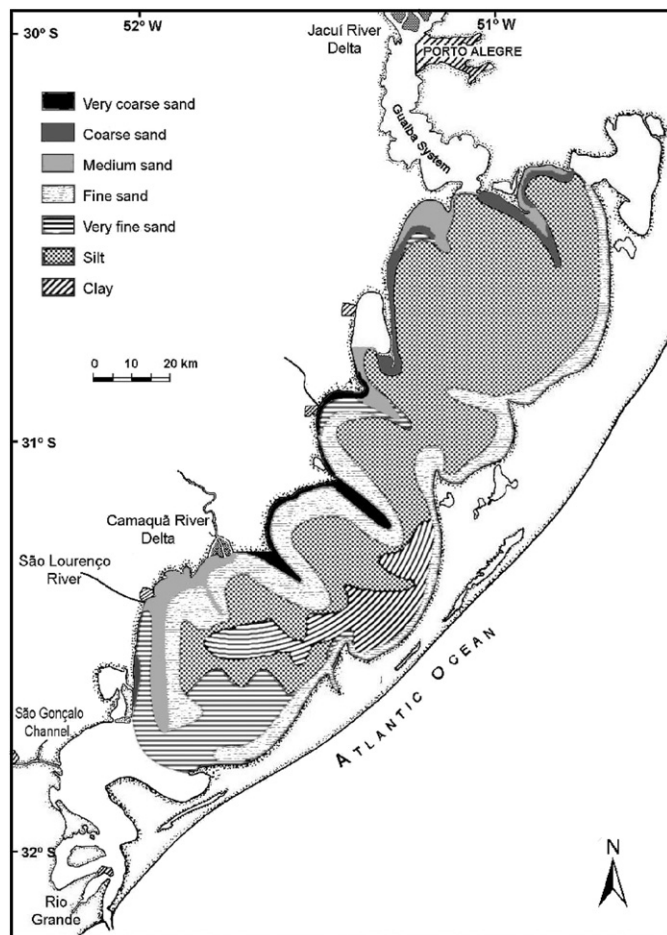 52° W
51° W
30° S
Jacuí River
Delta
PORTO ALEGRE
Guaíba System
Very coarse sand
Coarse sand
Medium sand
Fine sand
Very fine sand
Silt
Clay
0 10 20 km
31° S
Camaquã River
Delta
São Lourenço
River
São Gonçalo
Channel
ATLANTIC OCEAN
32° S
Rio
Grande
N